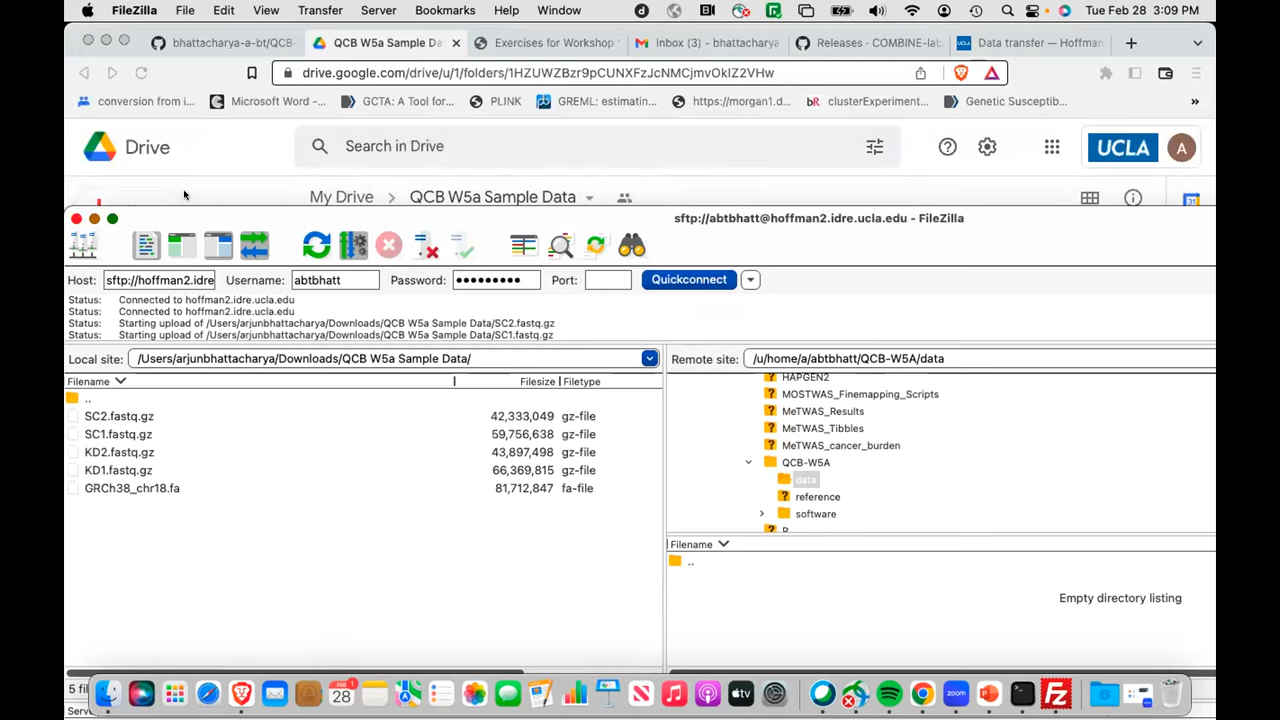 FileZilla File Edit View Transfer Server Bookmarks Help Window Tue Feb 28 3:09 PM
bhattacharya-a-bt/QCB- QCB W5a Sample Da Exercises for Workshop Inbox (3) - bhattacharya Releases · COMBINE-lab UCLA Data transfer — Hoffman
drive.google.com/drive/u/1/folders/1HZUWZBzr9pCUNXFzJcNMCjmvOkIZ2VHw
conversion from i... Microsoft Word -... GCTA: A Tool for... PLINK GREML: estimatin... https://morgan1.d... bR clusterExperiment... Genetic Susceptib... »
Drive Search in Drive UCLA A
My Drive QCB W5a Sample Data
sftp://abtbhatt@hoffman2.idre.ucla.edu - FileZilla
Host: sftp://hoffman2.idre Username: abtbhatt Password: ●●●●●●●●● Port: Quickconnect
Status: Connected to hoffman2.idre.ucla.edu
Status: Connected to hoffman2.idre.ucla.edu
Status: Starting upload of /Users/arjunbhattacharya/Downloads/QCB W5a Sample Data/SC2.fastq.gz
Status: Starting upload of /Users/arjunbhattacharya/Downloads/QCB W5a Sample Data/SC1.fastq.gz
Local site: /Users/arjunbhattacharya/Downloads/QCB W5a Sample Data/
Filename Filesize Filetype
..
SC2.fastq.gz 42,333,049 gz-file
SC1.fastq.gz 59,756,638 gz-file
KD2.fastq.gz 43,897,498 gz-file
KD1.fastq.gz 66,369,815 gz-file
GRCh38_chr18.fa 81,712,847 fa-file
Remote site: /u/home/a/abtbhatt/QCB-W5A/data
HAPGEN2
MOSTWAS_Finemapping_Scripts
MeTWAS_Results
MeTWAS_Tibbles
MeTWAS_cancer_burden
QCB-W5A
data
reference
software
R
Filename
..
Empty directory listing
5 fil
FEB 28 1 N tv zoom
Serv